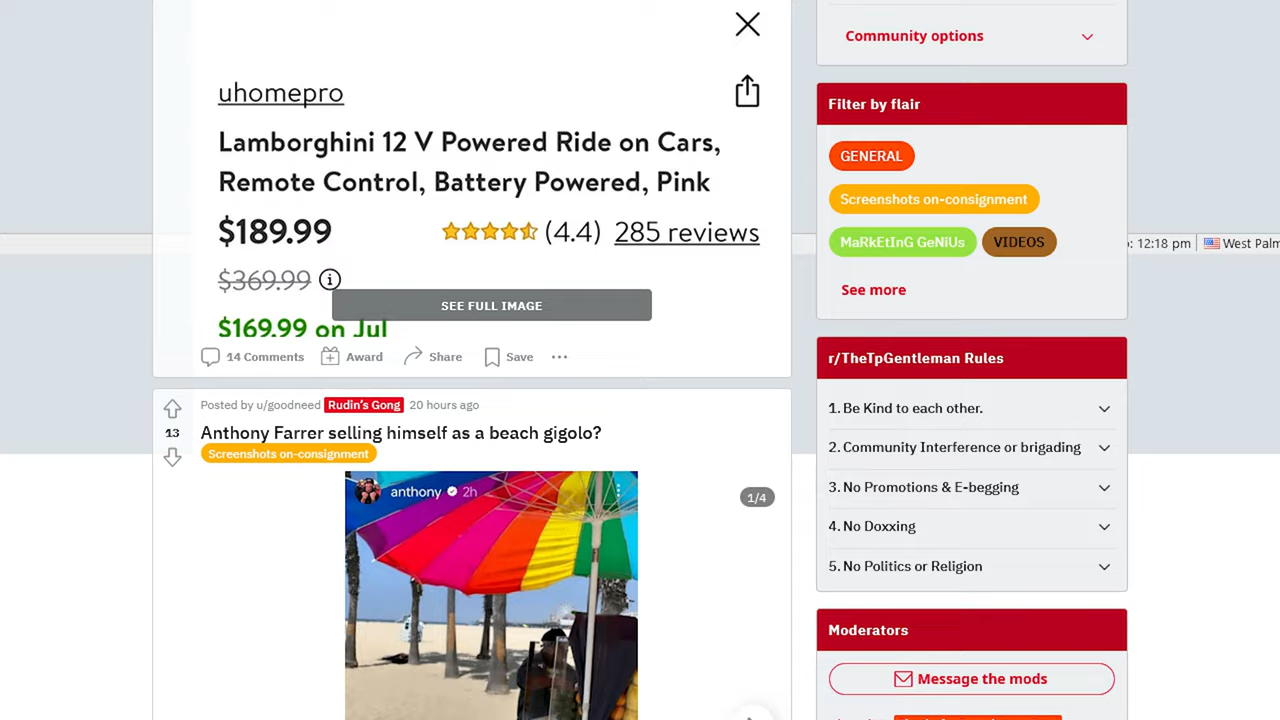 uhomepro
Lamborghini 12 V Powered Ride on Cars,
Remote Control, Battery Powered, Pink
$189.99 (4.4) 285 reviews
$369.99
SEE FULL IMAGE
$169.99 on Jul
14 Comments Award Share Save
Posted by u/goodneed Rudin's Gong 20 hours ago
13
Anthony Farrer selling himself as a beach gigolo?
Screenshots on-consignment
anthony 2h
1/4
Community options
Filter by flair
GENERAL
Screenshots on-consignment
MaRkEtInG GeNiUs VIDEOS
See more
: 12:18 pm West Palm
r/TheTpGentleman Rules
1. Be Kind to each other.
2. Community Interference or brigading
3. No Promotions & E-begging
4. No Doxxing
5. No Politics or Religion
Moderators
Message the mods